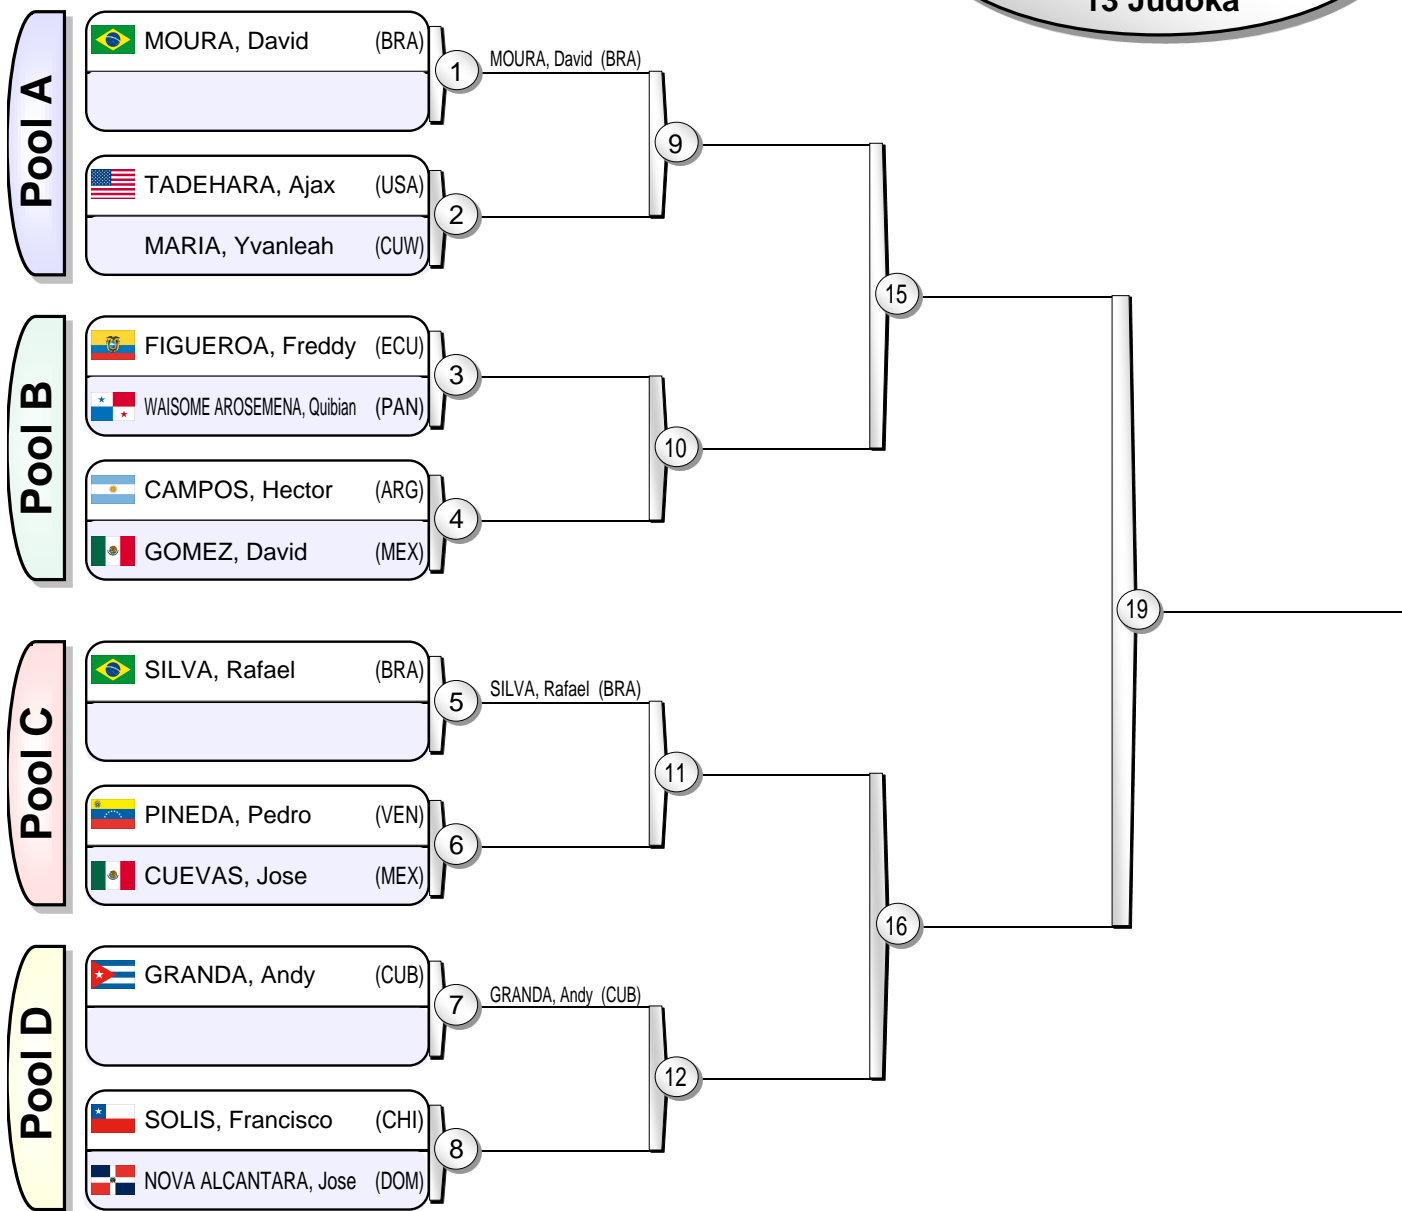 13 Judoka
Pool A
MOURA, David (BRA)
1
MOURA, David (BRA)
9
TADEHARA, Ajax (USA)
2
MARIA, Yvanleah (CUW)
15
Pool B
FIGUEROA, Freddy (ECU)
3
WAISOME AROSEMENA, Quibian (PAN)
10
CAMPOS, Hector (ARG)
4
GOMEZ, David (MEX)
19
Pool C
SILVA, Rafael (BRA)
5
SILVA, Rafael (BRA)
11
PINEDA, Pedro (VEN)
6
CUEVAS, Jose (MEX)
16
Pool D
GRANDA, Andy (CUB)
7
GRANDA, Andy (CUB)
12
SOLIS, Francisco (CHI)
8
NOVA ALCANTARA, Jose (DOM)